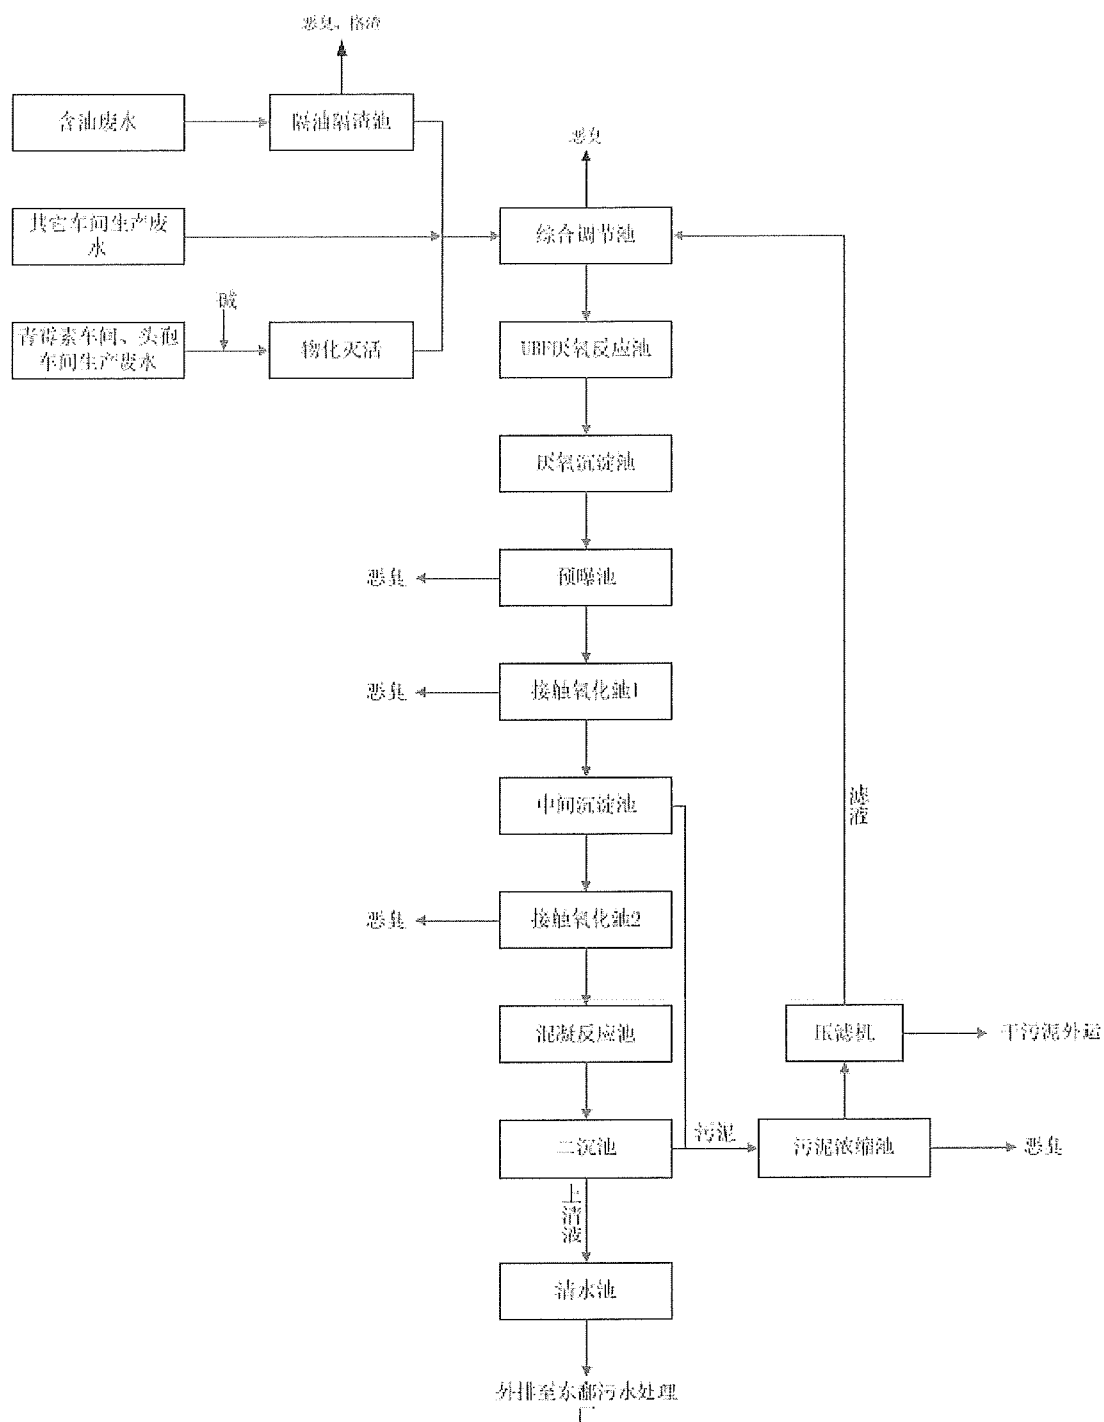 恶臭、格渣
含油废水
隔油隔渣池
恶臭
其它车间生产废
水
综合调节池
碱
青霉素车间、头孢
车间生产废水
物化灭活
UBF厌氧反应池
厌氧沉淀池
恶臭
预曝池
恶臭
接触氧化池1
中间沉淀池
滤
液
恶臭
接触氧化池2
混凝反应池
压滤机
干污泥外运
二沉池
污泥
污泥浓缩池
恶臭
上
清
液
清水池
外排至东鄱污水处理
厂